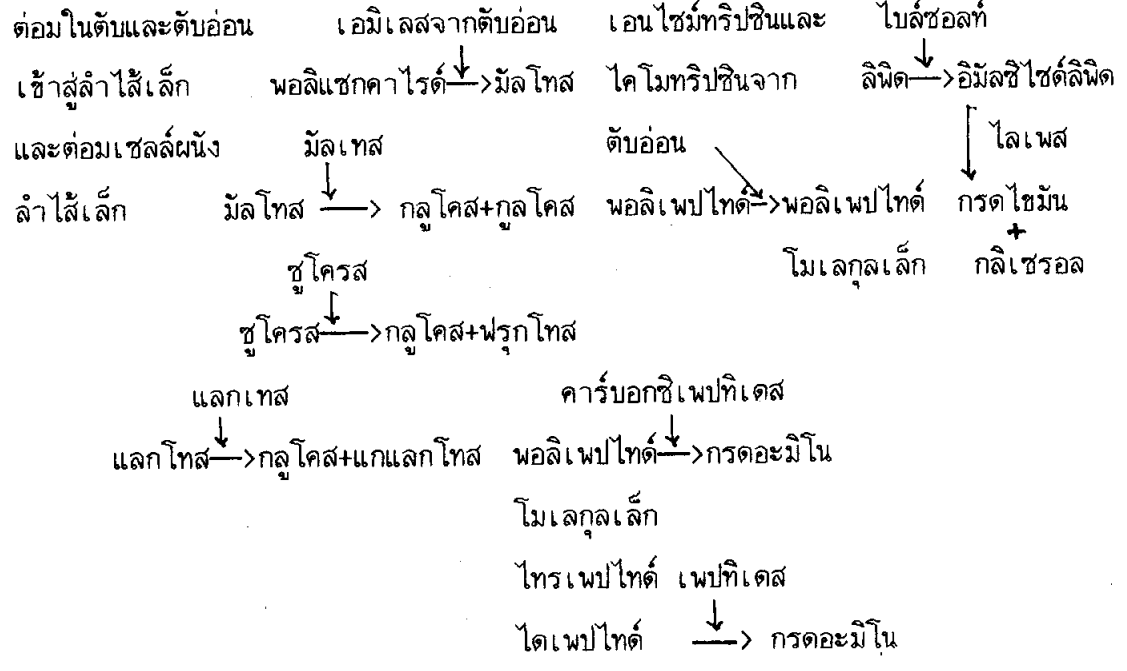 ต่อมในตับและตับอ่อน เอมิเลสจากตับอ่อน เอนไซม์ทริปซินและ ไบล์ซอลท์
เข้าสู่ลำไส้เล็ก พอลิแซกคาไรด์—>มัลโทส ไคโมทริปซินจาก ลิพิด—>อิมัลซิไชด์ลิพิด
และต่อมเซลล์ผนัง มัลเทส ตับอ่อน ไลเพส
ลำไส้เล็ก มัลโทส —> กลูโคส+กูลโคส พอลิเพปไทด์—>พอลิเพปไทด์ กรดไขมัน
+
โมเลกุลเล็ก กลิเซรอล
ซูโครส
ซูโครส—>กลูโคส+ฟรุกโทส
แลกเทส คาร์บอกซิเพปทิเดส
แลกโทส—>กลูโคส+แกแลกโทส พอลิเพปไทด์—>กรดอะมิโน
โมเลกุลเล็ก
ไทรเพปไทด์ เพปทิเดส
ไดเพปไทด์ —> กรดอะมิโน